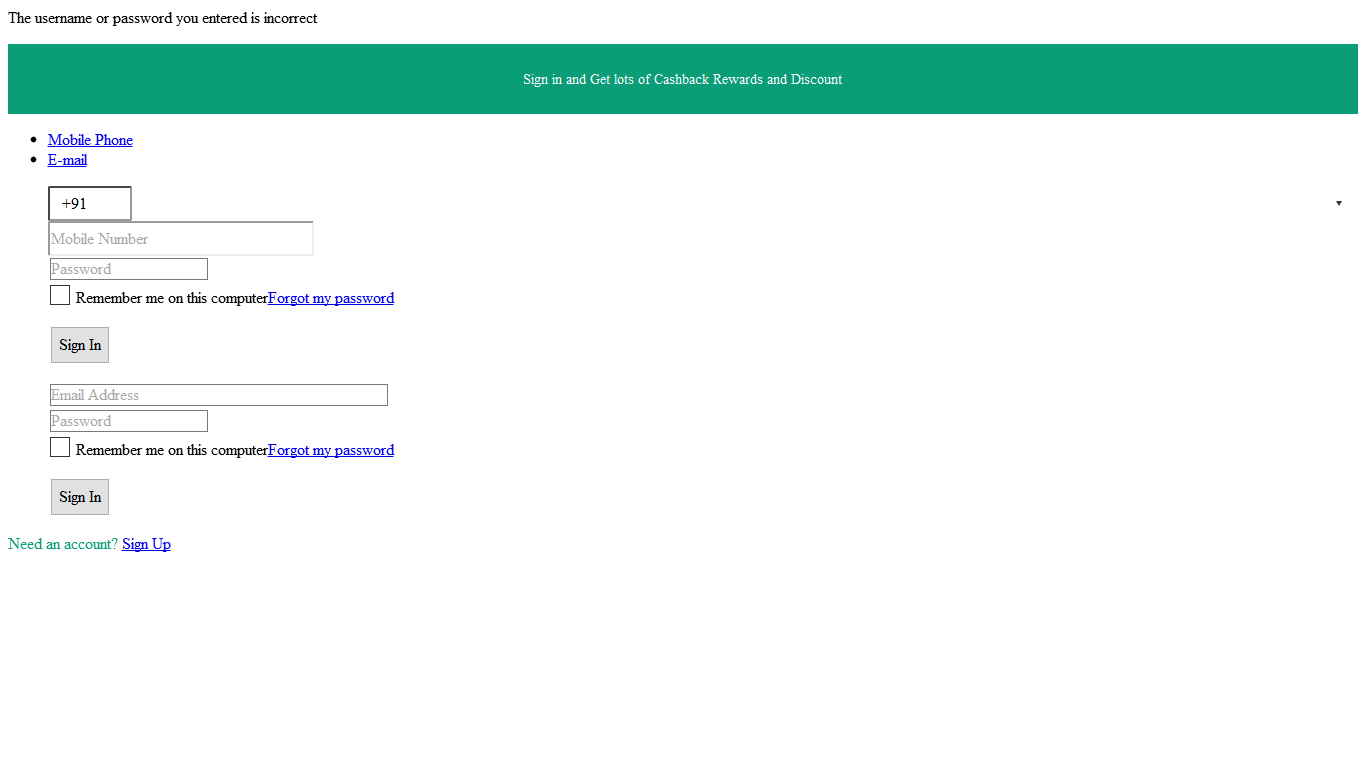 The username or password you entered is incorrect
Sign in and Get lots of Cashback Rewards and Discount
Mobile Phone
E-mail
+91
Mobile Number
Password
Remember me on this computerForgot my password
Sign In
Email Address
Password
Remember me on this computerForgot my password
Sign In
Need an account? Sign Up